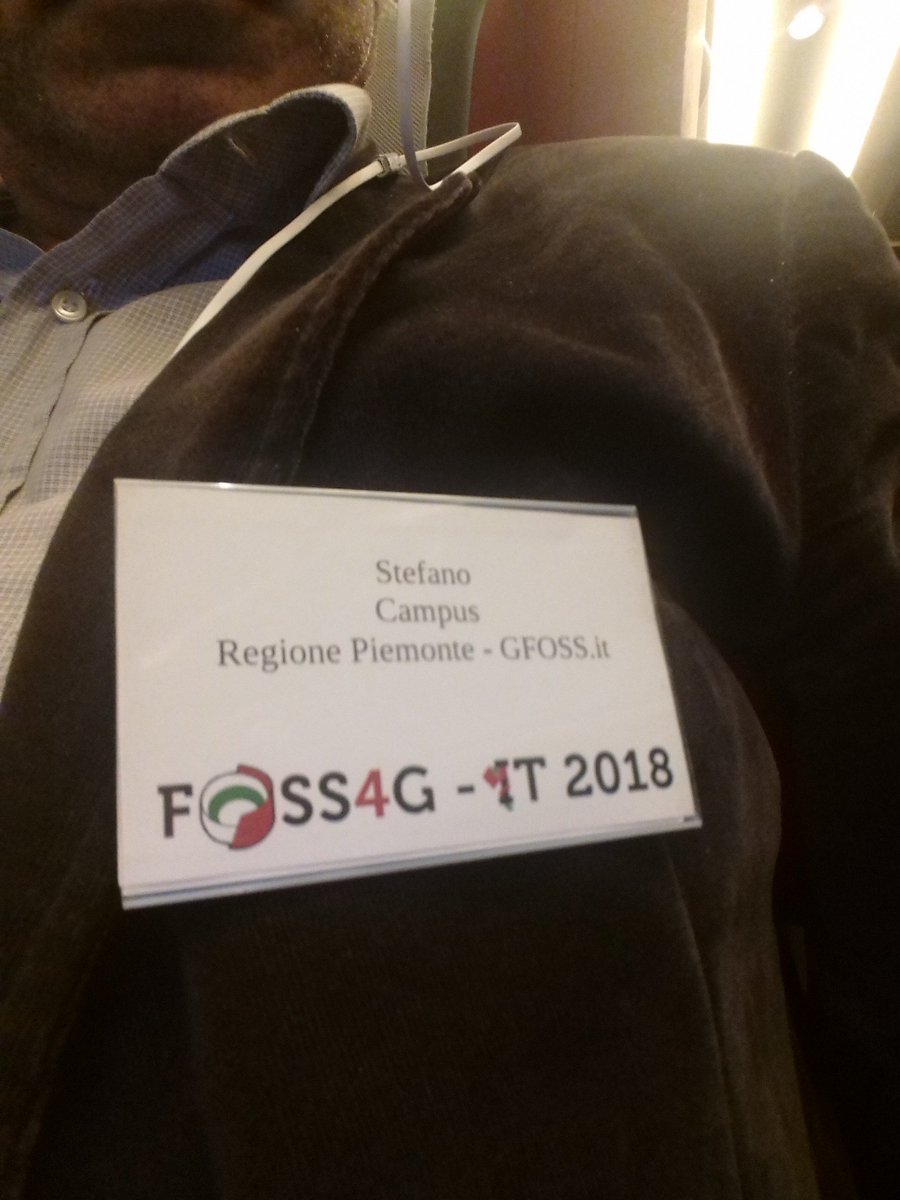 Stefano
Campus
Regione Piemonte - GFOSS.it
FOSS4G - IT 2018